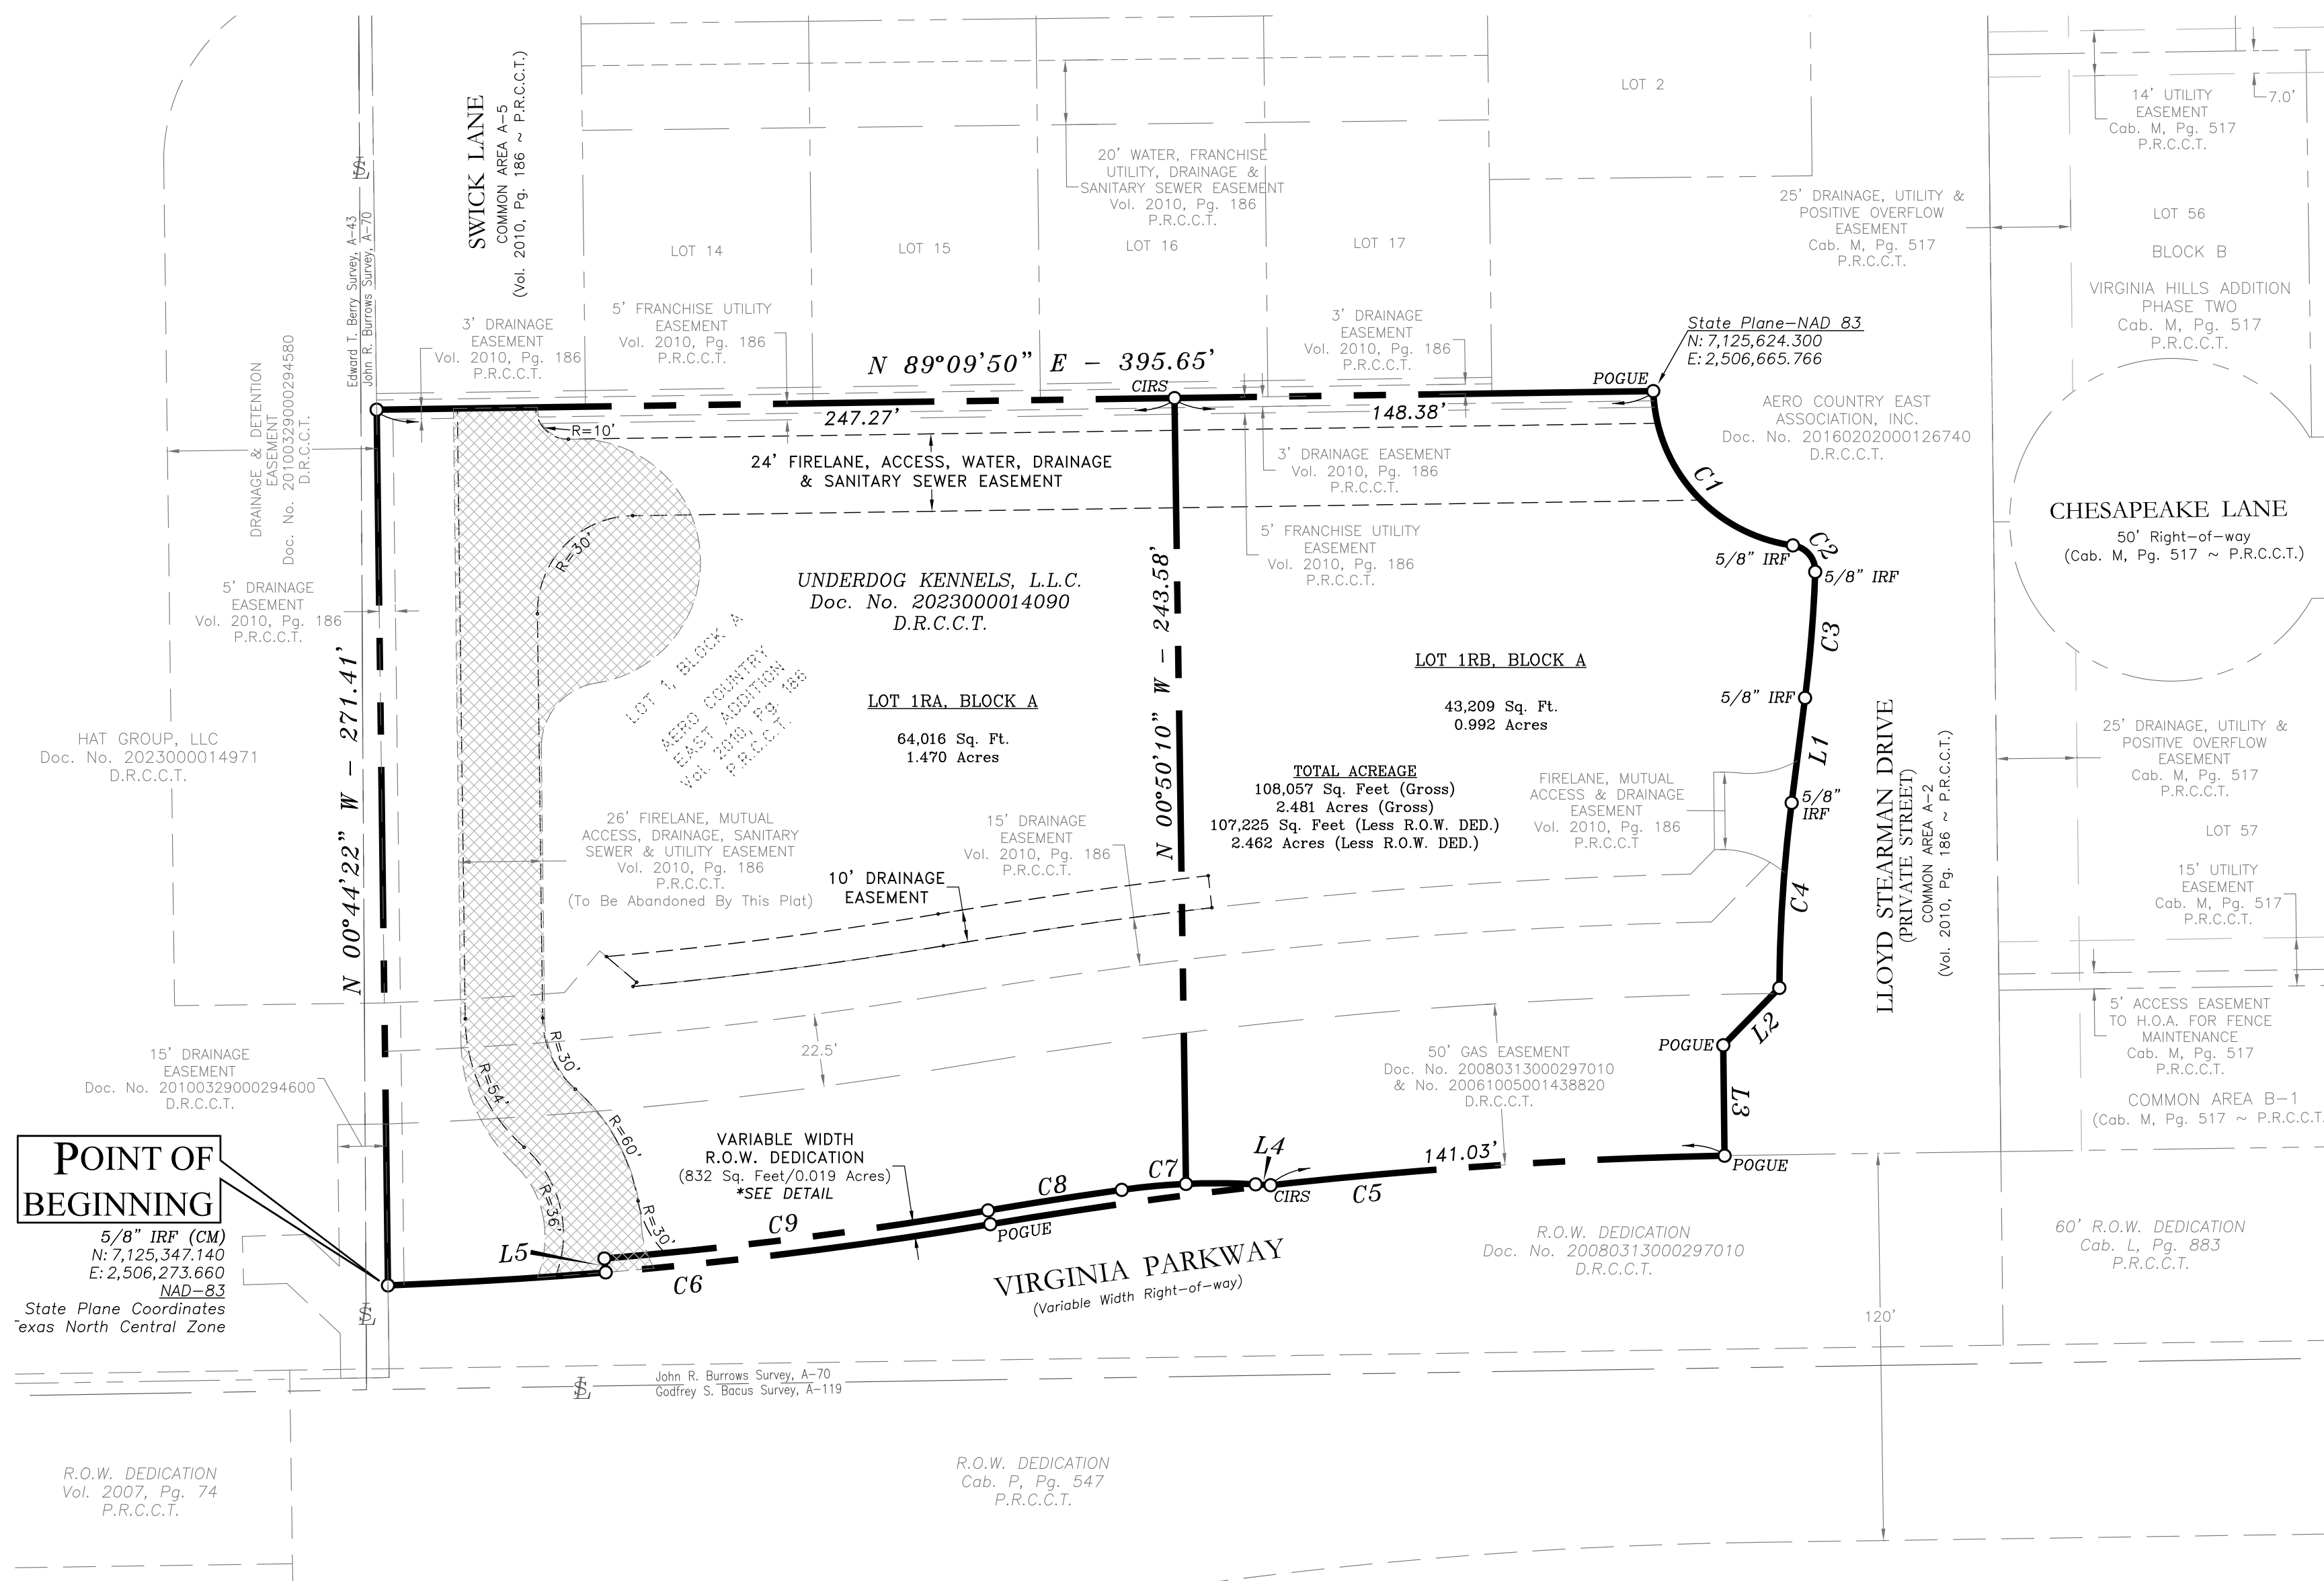 SWICK LANE
COMMON AREA A-5
(Vol. 2010, Pg. 186 ~ P.R.C.C.T.)
Edward T. Berry Survey, A-43
John R. Burrows Survey, A-70
LOT 14
LOT 15
LOT 16
LOT 17
LOT 2
20' WATER, FRANCHISE
UTILITY, DRAINAGE &
SANITARY SEWER EASEMENT
Vol. 2010, Pg. 186
P.R.C.C.T.
14' UTILITY
EASEMENT
Cab. M, Pg. 517
P.R.C.C.T.
7.0'
25' DRAINAGE, UTILITY &
POSITIVE OVERFLOW
EASEMENT
Cab. M, Pg. 517
P.R.C.C.T.
LOT 56
BLOCK B
VIRGINIA HILLS ADDITION
PHASE TWO
Cab. M, Pg. 517
P.R.C.C.T.
3' DRAINAGE
EASEMENT
Vol. 2010, Pg. 186
P.R.C.C.T.
5' FRANCHISE UTILITY
EASEMENT
Vol. 2010, Pg. 186
P.R.C.C.T.
3' DRAINAGE
EASEMENT
Vol. 2010, Pg. 186
P.R.C.C.T.
State Plane-NAD 83
N: 7,125,624.300
E: 2,506,665.766
N 89°09'50" E - 395.65'
CIRS
POGUE
247.27'
148.38'
R=10'
AERO COUNTRY EAST
ASSOCIATION, INC.
Doc. No. 20160202000126740
D.R.C.C.T.
DRAINAGE & DETENTION
EASEMENT
Doc. No. 20100329000294580
D.R.C.C.T.
24' FIRELANE, ACCESS, WATER, DRAINAGE
& SANITARY SEWER EASEMENT
3' DRAINAGE EASEMENT
Vol. 2010, Pg. 186
P.R.C.C.T.
C1
CHESAPEAKE LANE
50' Right-of-way
(Cab. M, Pg. 517 ~ P.R.C.C.T.)
5' FRANCHISE UTILITY
EASEMENT
Vol. 2010, Pg. 186
P.R.C.C.T.
R=30'
C2
5/8" IRF
5/8" IRF
5' DRAINAGE
EASEMENT
Vol. 2010, Pg. 186
P.R.C.C.T.
UNDERDOG KENNELS, L.L.C.
Doc. No. 2023000014090
D.R.C.C.T.
LOT 1, BLOCK A
AERO COUNTRY
EAST ADDITION
Vol. 2010, Pg. 186
P.R.C.C.T.
N 00°50'10" W - 243.58'
C3
LOT 1RB, BLOCK A
43,209 Sq. Ft.
0.992 Acres
5/8" IRF
LOT 1RA, BLOCK A
64,016 Sq. Ft.
1.470 Acres
N 00°44'22" W - 271.41'
HAT GROUP, LLC
Doc. No. 2023000014971
D.R.C.C.T.
TOTAL ACREAGE
108,057 Sq. Feet (Gross)
2.481 Acres (Gross)
107,225 Sq. Feet (Less R.O.W. DED.)
2.462 Acres (Less R.O.W. DED.)
FIRELANE, MUTUAL
ACCESS & DRAINAGE
EASEMENT
Vol. 2010, Pg. 186
P.R.C.C.T
L1
5/8"
IRF
LLOYD STEARMAN DRIVE
(PRIVATE STREET)
COMMON AREA A-2
(Vol. 2010, Pg. 186 ~ P.R.C.C.T.)
25' DRAINAGE, UTILITY &
POSITIVE OVERFLOW
EASEMENT
Cab. M, Pg. 517
P.R.C.C.T.
LOT 57
15' UTILITY
EASEMENT
Cab. M, Pg. 517
P.R.C.C.T.
26' FIRELANE, MUTUAL
ACCESS, DRAINAGE, SANITARY
SEWER & UTILITY EASEMENT
Vol. 2010, Pg. 186
P.R.C.C.T.
(To Be Abandoned By This Plat)
15' DRAINAGE
EASEMENT
Vol. 2010, Pg. 186
P.R.C.C.T.
10' DRAINAGE
EASEMENT
C4
L2
POGUE
L3
5' ACCESS EASEMENT
TO H.O.A. FOR FENCE
MAINTENANCE
Cab. M, Pg. 517
P.R.C.C.T.
COMMON AREA B-1
(Cab. M, Pg. 517 ~ P.R.C.C.T.
15' DRAINAGE
EASEMENT
Doc. No. 20100329000294600
D.R.C.C.T.
R=30'
R=54'
R=60'
R=36'
R=30'
22.5'
50' GAS EASEMENT
Doc. No. 20080313000297010
& No. 20061005001438820
D.R.C.C.T.
POINT OF
BEGINNING
5/8" IRF (CM)
N: 7,125,347.140
E: 2,506,273.660
NAD-83
State Plane Coordinates
exas North Central Zone
VARIABLE WIDTH
R.O.W. DEDICATION
(832 Sq. Feet/0.019 Acres)
*SEE DETAIL
L5
C6
C9
C8
C7
L4
CIRS
C5
141.03'
POGUE
POGUE
VIRGINIA PARKWAY
(Variable Width Right-of-way)
R.O.W. DEDICATION
Doc. No. 20080313000297010
D.R.C.C.T.
60' R.O.W. DEDICATION
Cab. L, Pg. 883
P.R.C.C.T.
120'
John R. Burrows Survey, A-70
Godfrey S. Bacus Survey, A-119
SL
SL
SL
R.O.W. DEDICATION
Vol. 2007, Pg. 74
P.R.C.C.T.
R.O.W. DEDICATION
Cab. P, Pg. 547
P.R.C.C.T.